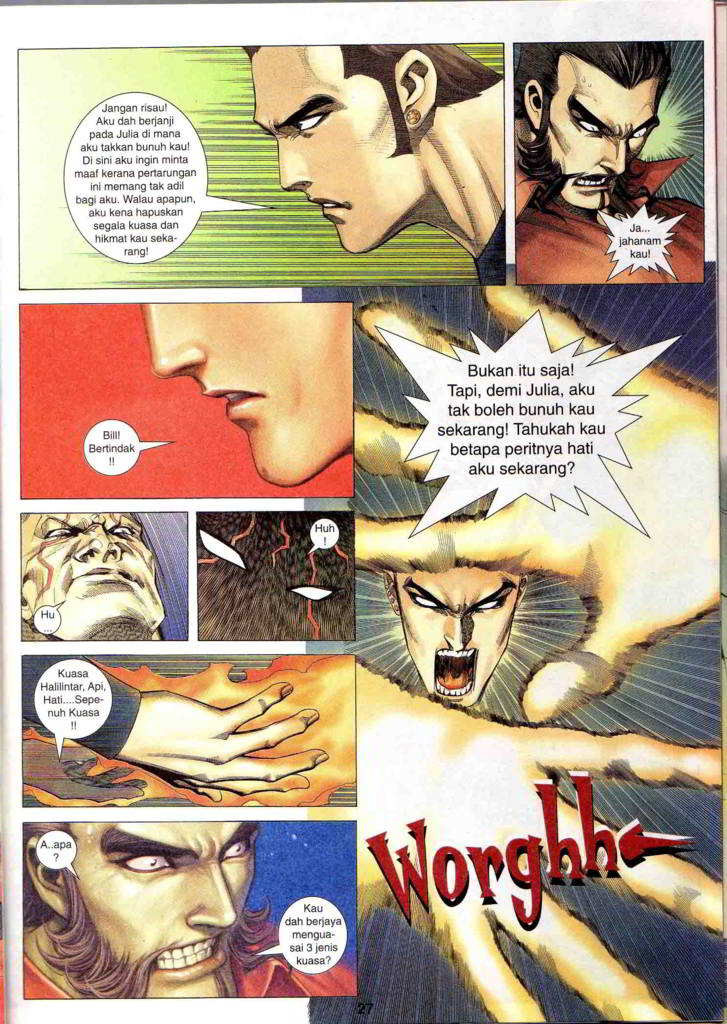 Jangan risau!
Aku dah berjanji
pada Julia di mana
aku takkan bunuh kau!
Di sini aku ingin minta
maaf kerana pertarungan
ini memang tak adil
bagi aku. Walau apapun,
aku kena hapuskan
segala kuasa dan
hikmat kau seka-
rang!
Ja...
jahanam
kau!
Bill!
Bertindak
!!
Bukan itu saja!
Tapi, demi Julia, aku
tak boleh bunuh kau
sekarang! Tahukah kau
betapa peritnya hati
aku sekarang?
Hu
...
Huh
!
Kuasa
Halilintar, Api,
Hati....Sepe-
nuh Kuasa
!!
A..apa
?
Kau
dah berjaya
mengua-
sai 3 jenis
kuasa?
Worghh
27